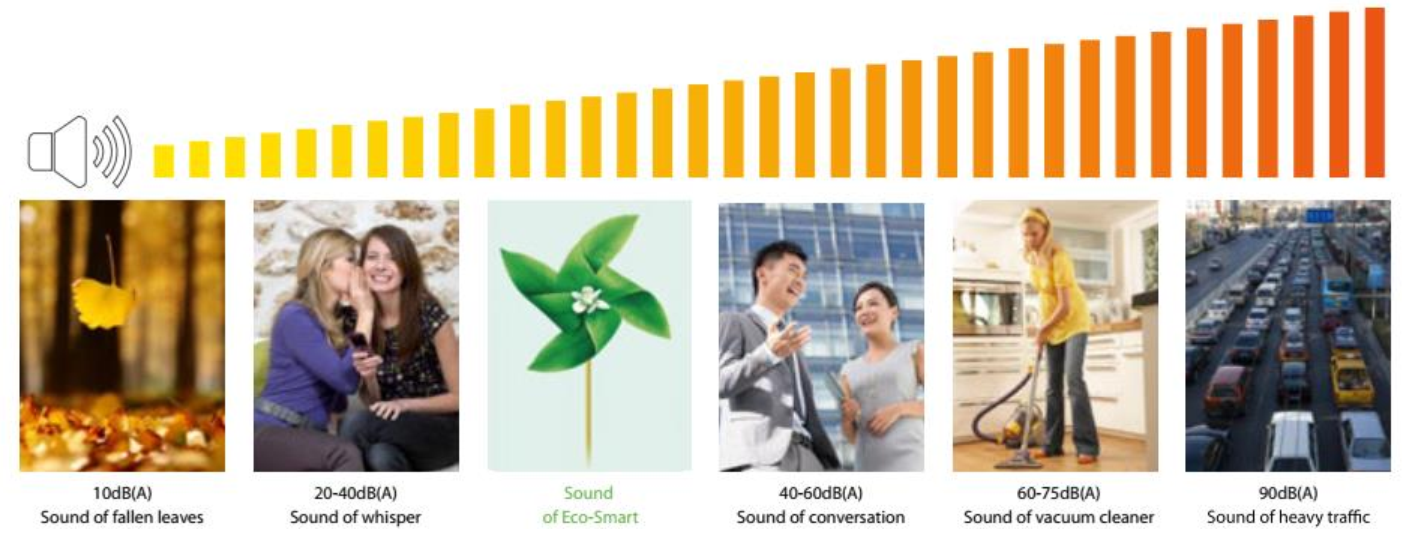 10dB(A)
Sound of fallen leaves
20-40dB(A)
Sound of whisper
Sound
of Eco-Smart
40-60dB(A)
Sound of conversation
60-75dB(A)
Sound of vacuum cleaner
90dB(A)
Sound of heavy traffic